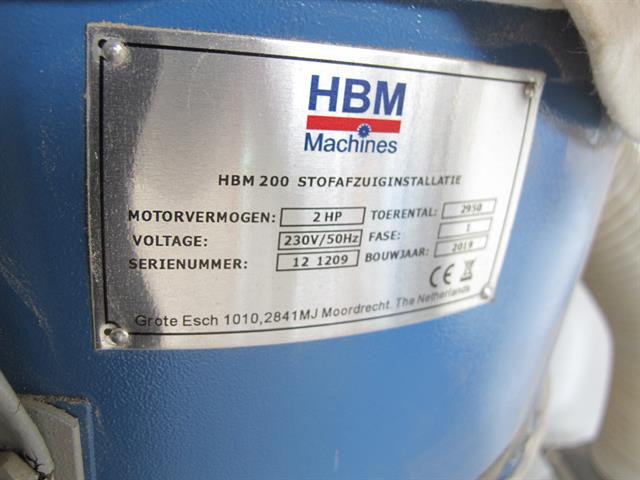 HBM
Machines
HBM 200 STOFAFZUIGINSTALLATIE
MOTORVERMOGEN: 2 HP TOERENTAL: 2950
VOLTAGE: 230V/50Hz FASE: 1
SERIENUMMER: 12 1209 BOUWJAAR: 2019
CE
Grote Esch 1010,2841MJ Moordrecht. The Netherlands